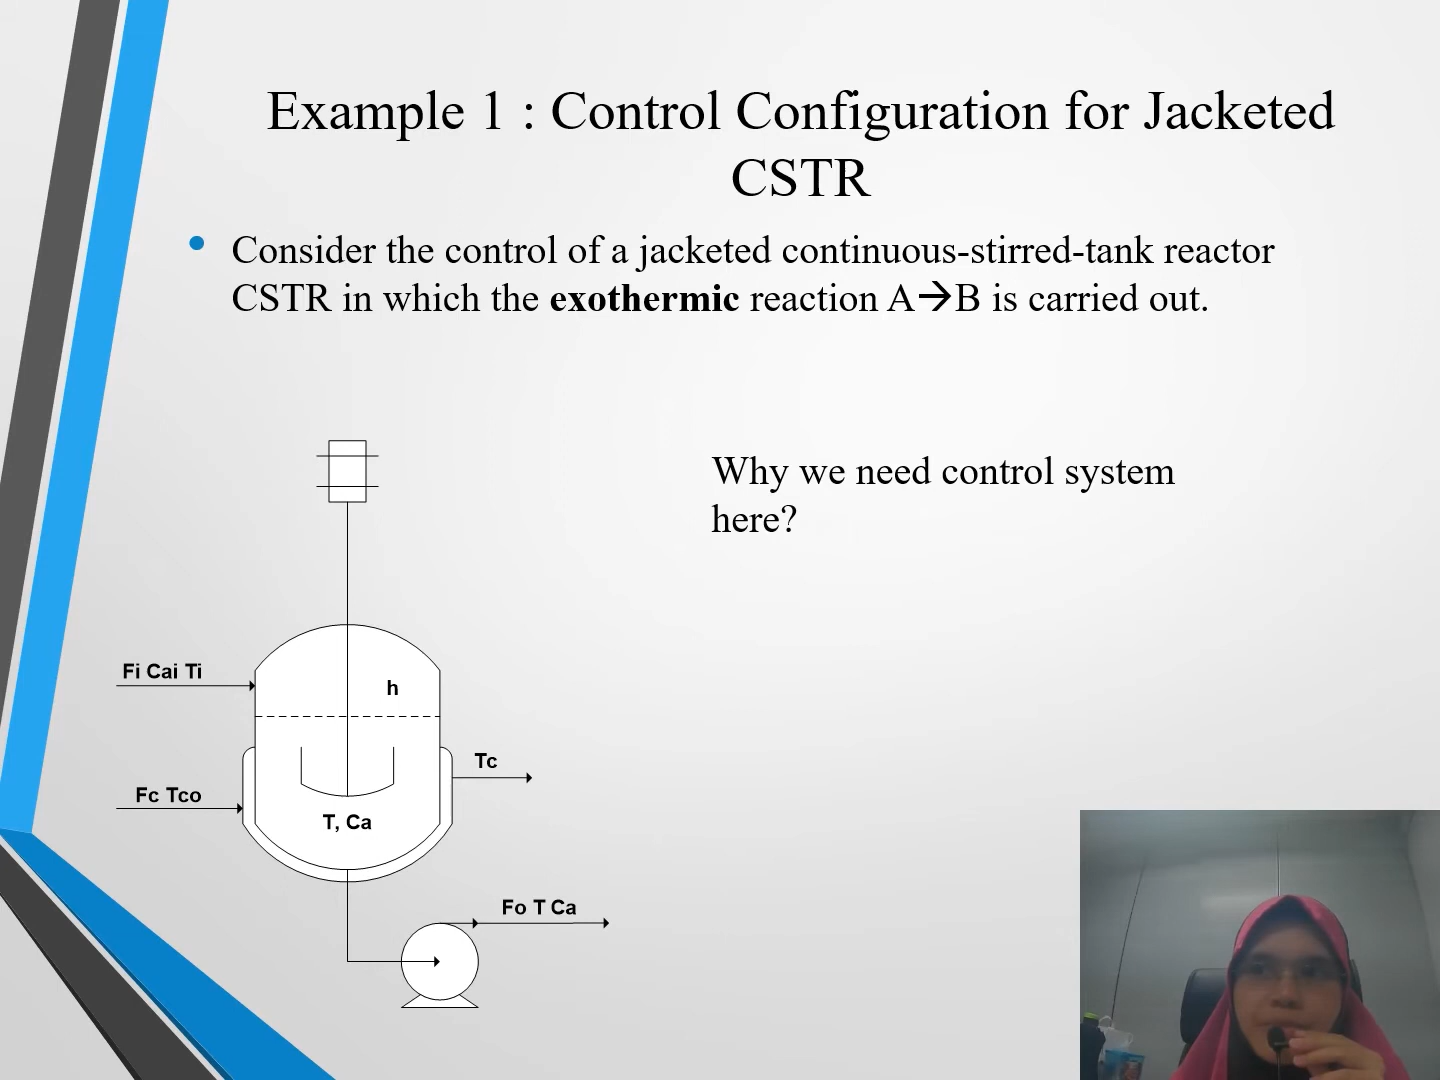 Example 1 : Control Configuration for Jacketed
CSTR
Consider the control of a jacketed continuous-stirred-tank reactor
CSTR in which the exothermic reaction A→B is carried out.
Why we need control system
here?
Fi Cai Ti
h
Tc
Fc Tco
T, Ca
Fo T Ca